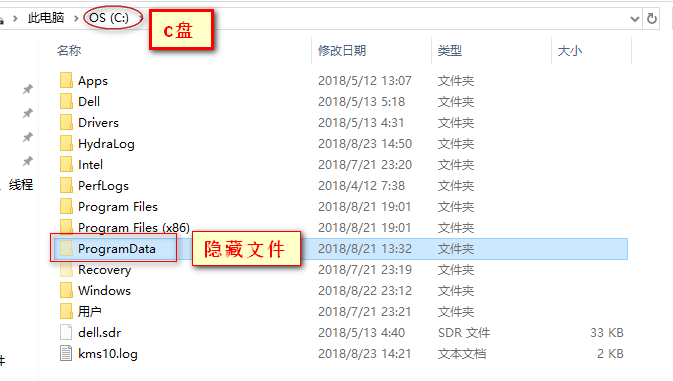 此电脑 > OS (C:) >
c盘
名称 修改日期 类型 大小
Apps 2018/5/12 13:07 文件夹
Dell 2018/5/13 5:18 文件夹
Drivers 2018/5/13 4:31 文件夹
HydraLog 2018/8/23 14:50 文件夹
Intel 2018/7/21 23:20 文件夹
线程 PerfLogs 2018/4/12 7:38 文件夹
Program Files 2018/8/21 19:01 文件夹
Program Files (x86) 2018/8/21 19:01 文件夹
ProgramData 隐藏文件 2018/8/21 13:32 文件夹
Recovery 2018/7/21 23:19 文件夹
Windows 2018/8/22 23:12 文件夹
用户 2018/7/21 23:21 文件夹
dell.sdr 2018/5/13 4:40 SDR 文件 33 KB
件 kms10.log 2018/8/23 14:21 文本文档 2 KB